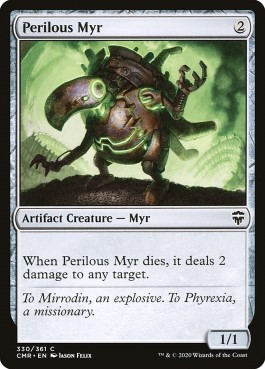 Perilous Myr 2
Artifact Creature — Myr
When Perilous Myr dies, it deals 2
damage to any target.
To Mirrodin, an explosive. To Phyrexia,
a missionary.
1/1
330/361 C
CMR • EN Jason Felix
™ & © 2020 Wizards of the Coast